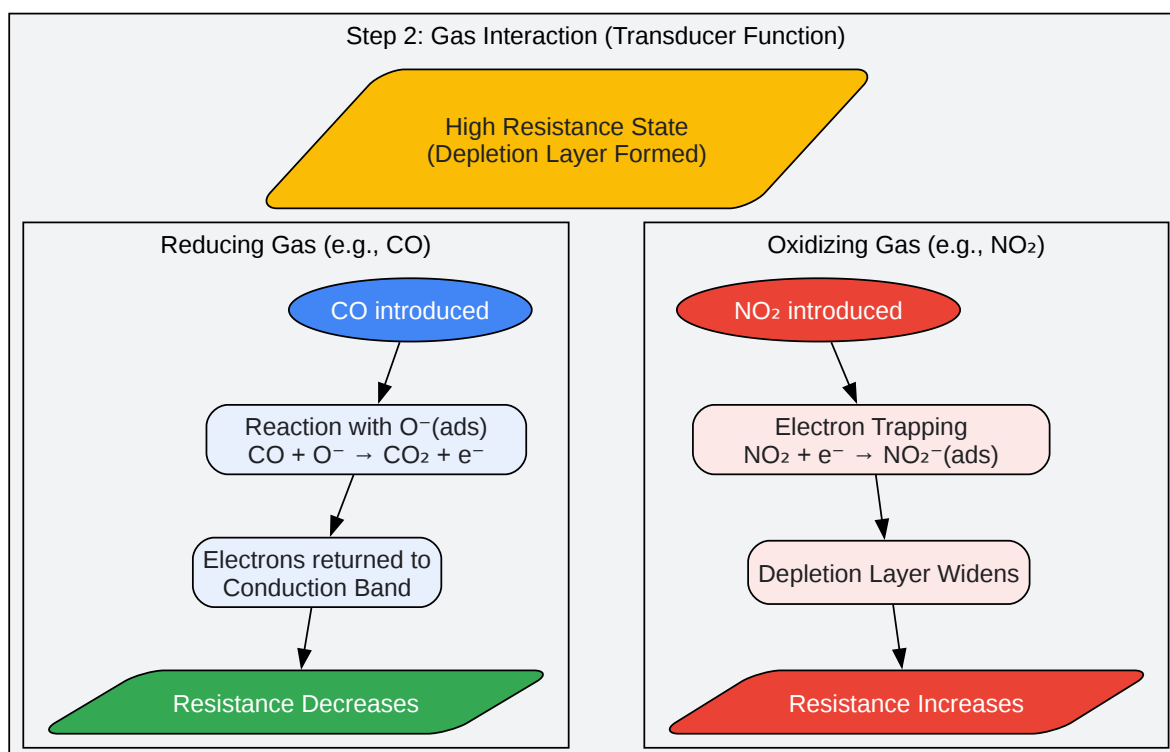 Step 2: Gas Interaction (Transducer Function)
High Resistance State
(Depletion Layer Formed)
Reducing Gas (e.g., CO)
CO introduced
Reaction with O⁻(ads)
CO + O⁻ → CO₂ + e⁻
Electrons returned to
Conduction Band
Resistance Decreases
Oxidizing Gas (e.g., NO₂)
NO₂ introduced
Electron Trapping
NO₂ + e⁻ → NO₂⁻(ads)
Depletion Layer Widens
Resistance Increases